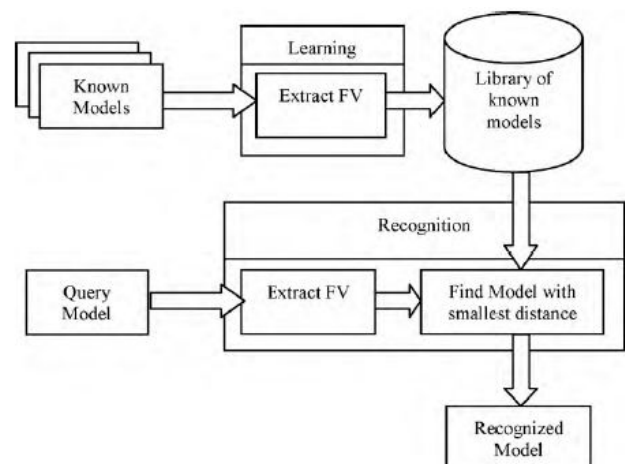 Learning
Known
Models
Extract FV
Library of
known
models
Recognition
Query
Model
Extract FV
Find Model with
smallest distance
Recognized
Model